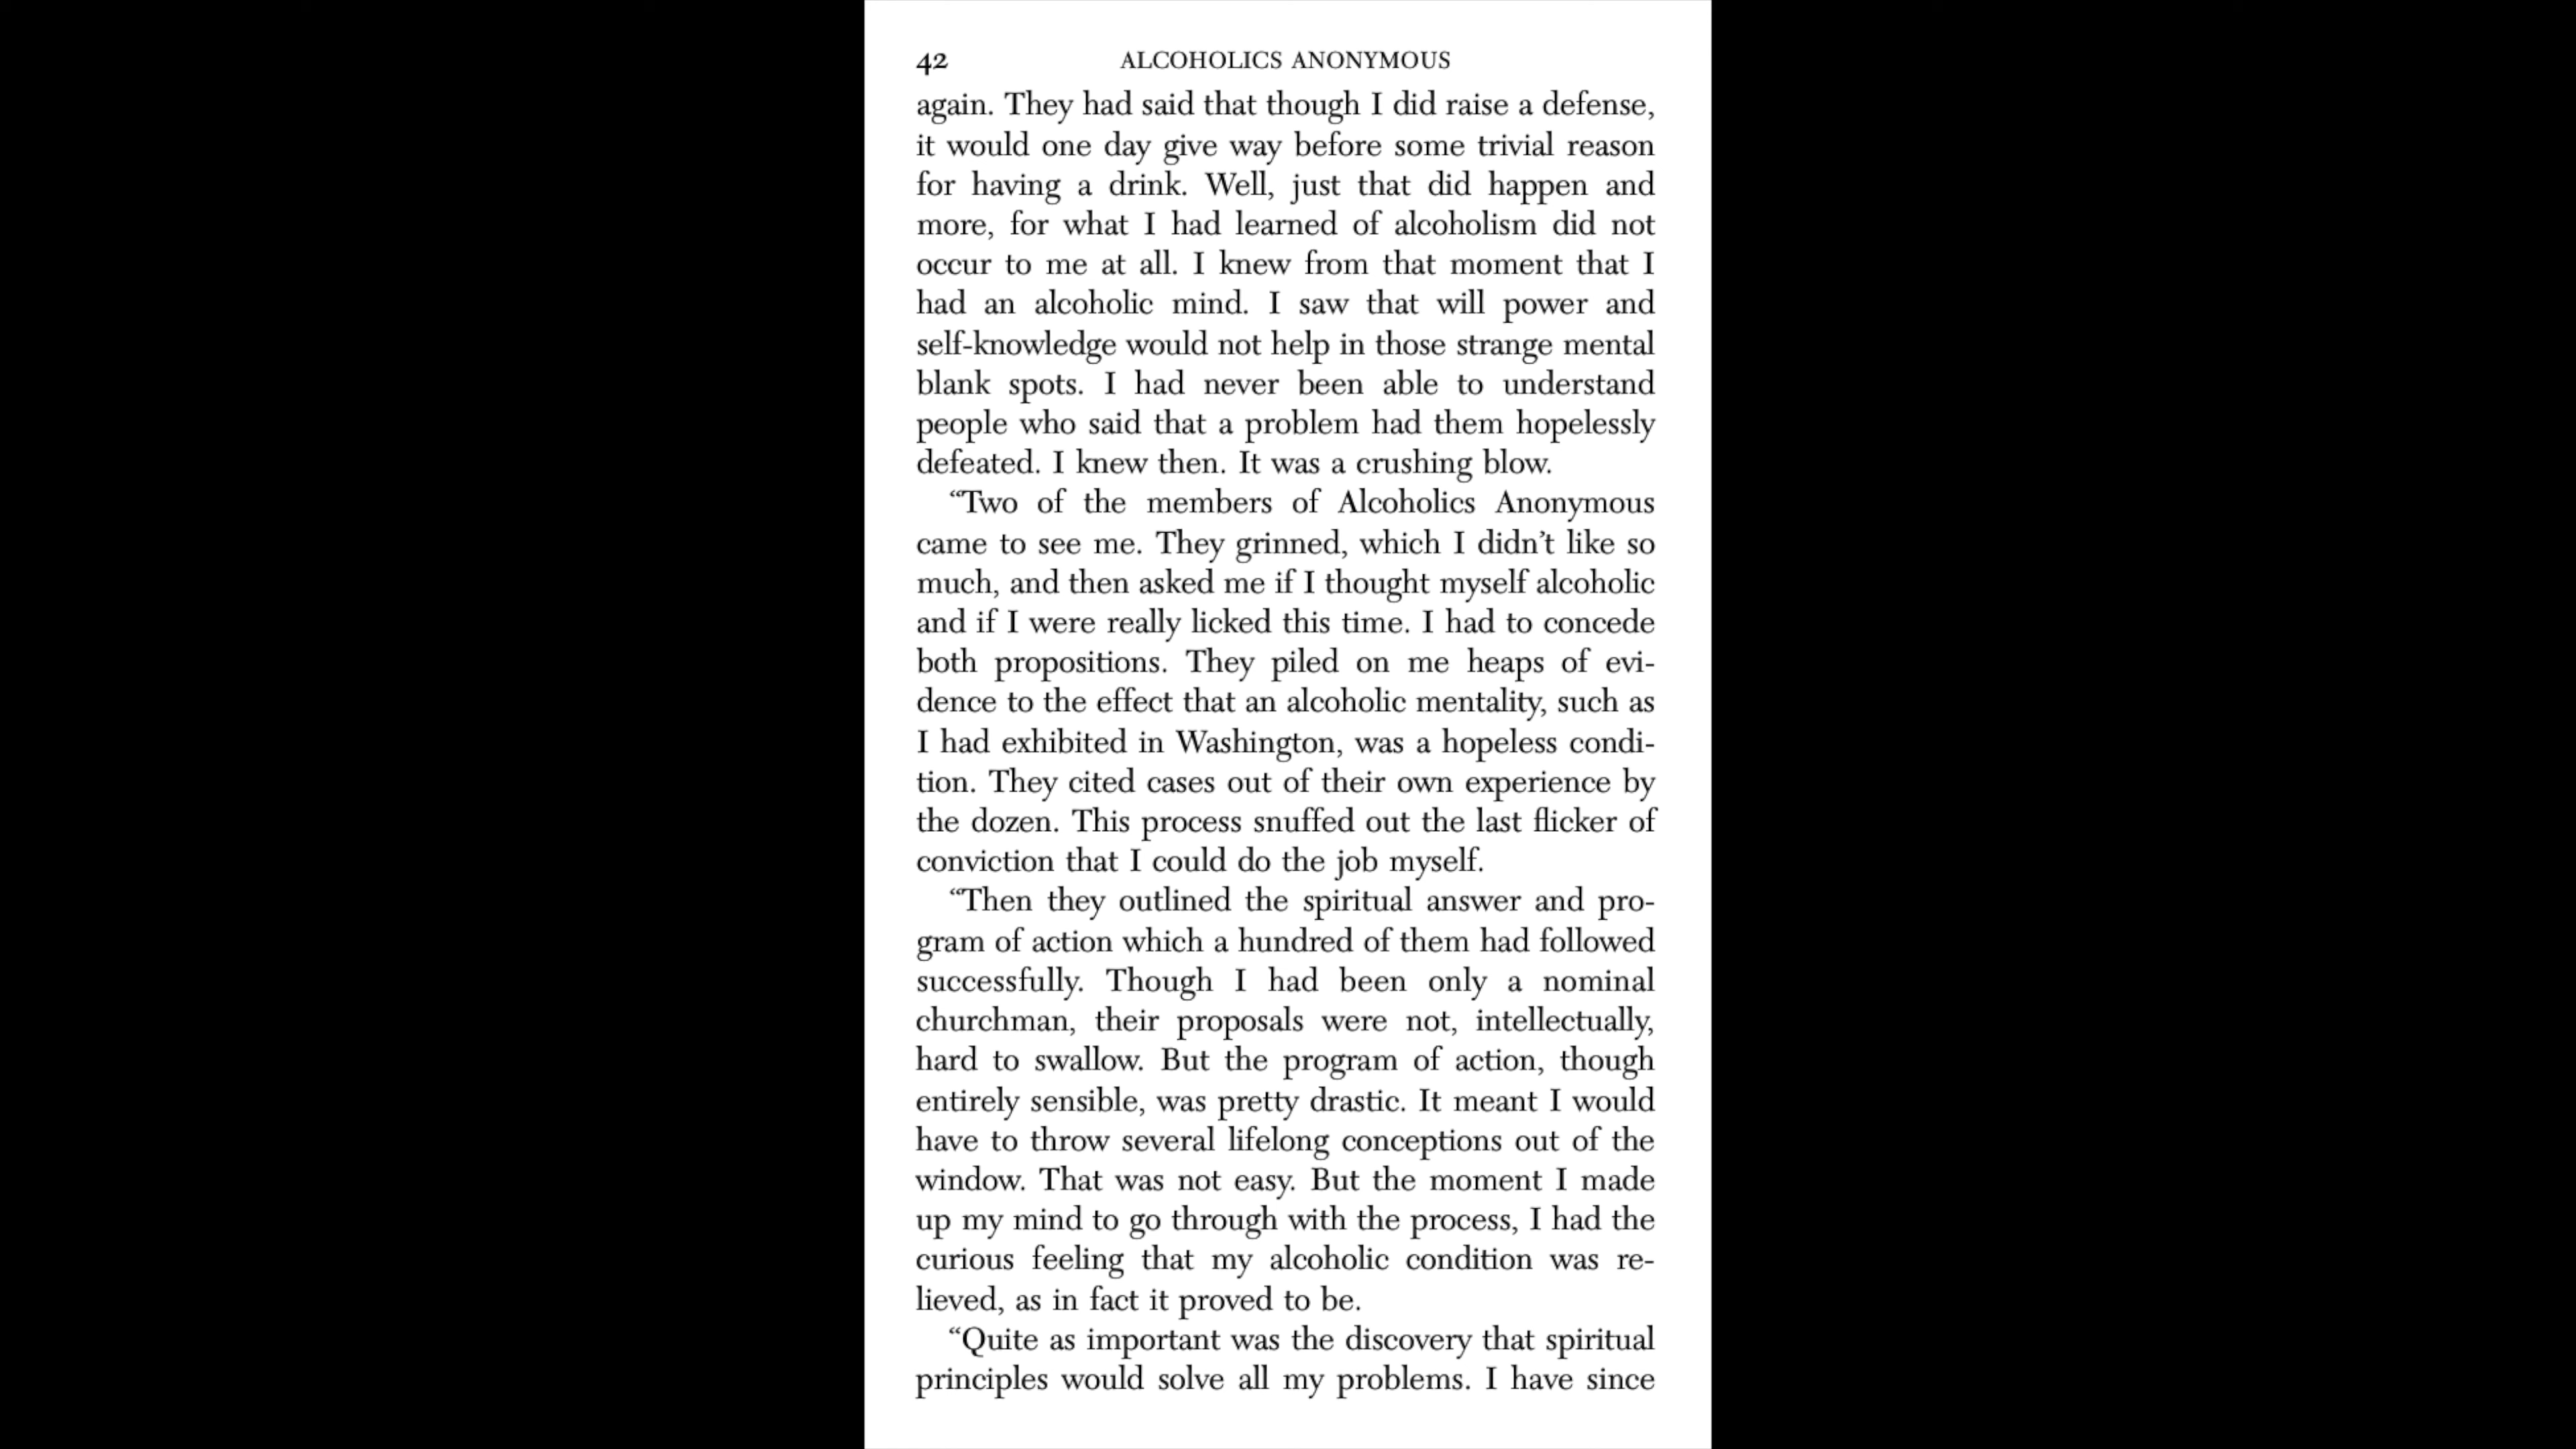 42 ALCOHOLICS ANONYMOUS
again. They had said that though I did raise a defense,
it would one day give way before some trivial reason
for having a drink. Well, just that did happen and
more, for what I had learned of alcoholism did not
occur to me at all. I knew from that moment that I
had an alcoholic mind. I saw that will power and
self-knowledge would not help in those strange mental
blank spots. I had never been able to understand
people who said that a problem had them hopelessly
defeated. I knew then. It was a crushing blow.
“Two of the members of Alcoholics Anonymous
came to see me. They grinned, which I didn’t like so
much, and then asked me if I thought myself alcoholic
and if I were really licked this time. I had to concede
both propositions. They piled on me heaps of evi-
dence to the effect that an alcoholic mentality, such as
I had exhibited in Washington, was a hopeless condi-
tion. They cited cases out of their own experience by
the dozen. This process snuffed out the last flicker of
conviction that I could do the job myself.
“Then they outlined the spiritual answer and pro-
gram of action which a hundred of them had followed
successfully. Though I had been only a nominal
churchman, their proposals were not, intellectually,
hard to swallow. But the program of action, though
entirely sensible, was pretty drastic. It meant I would
have to throw several lifelong conceptions out of the
window. That was not easy. But the moment I made
up my mind to go through with the process, I had the
curious feeling that my alcoholic condition was re-
lieved, as in fact it proved to be.
“Quite as important was the discovery that spiritual
principles would solve all my problems. I have since